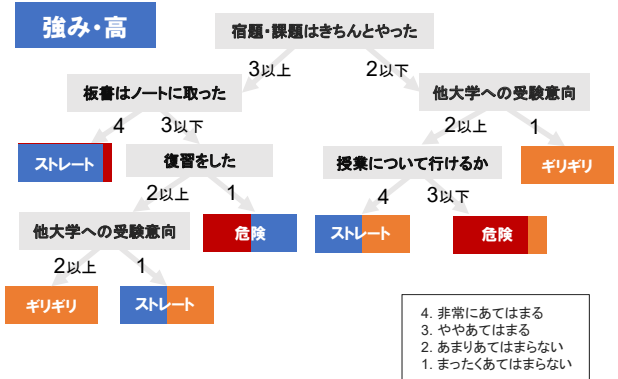 強み・高
宿題・課題はきちんとやった
3以上
2以下
板書はノートに取った
他大学への受験意向
4
3以下
2以上
1
ストレート
復習をした
授業について行けるか
ギリギリ
2以上
1
4
3以下
他大学への受験意向
危険
ストレート
危険
2以上
1
ギリギリ
ストレート
4. 非常にあてはまる
3. ややあてはまる
2. あまりあてはまらない
1. まったくあてはまらない